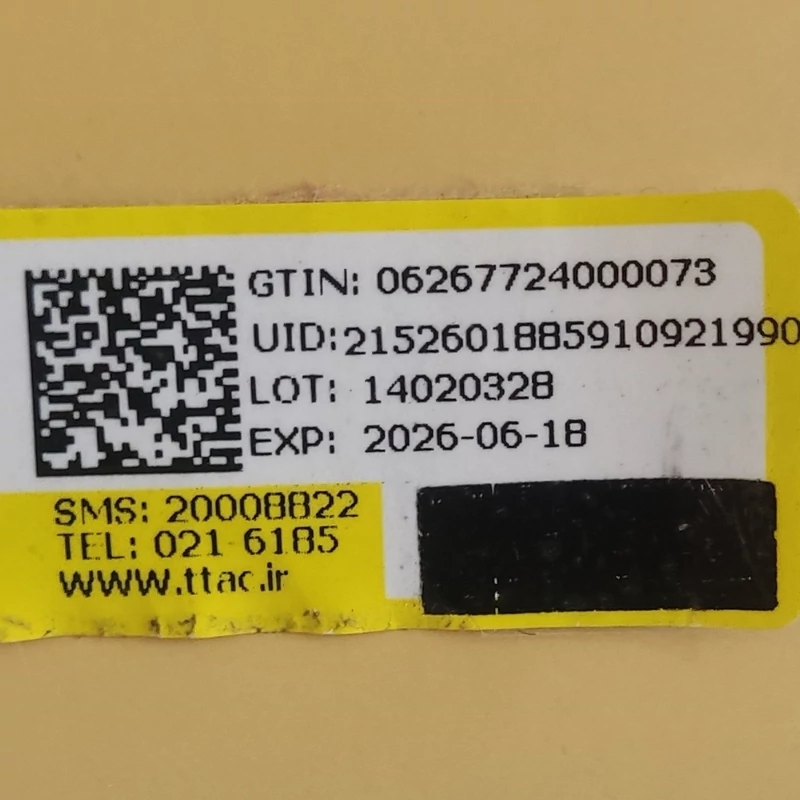 GTIN: 06267724000073
UID:2152601885910921990
LOT: 14020328
EXP: 2026-06-18
SMS: 20008822
TEL: 021 6185
www.ttac.ir